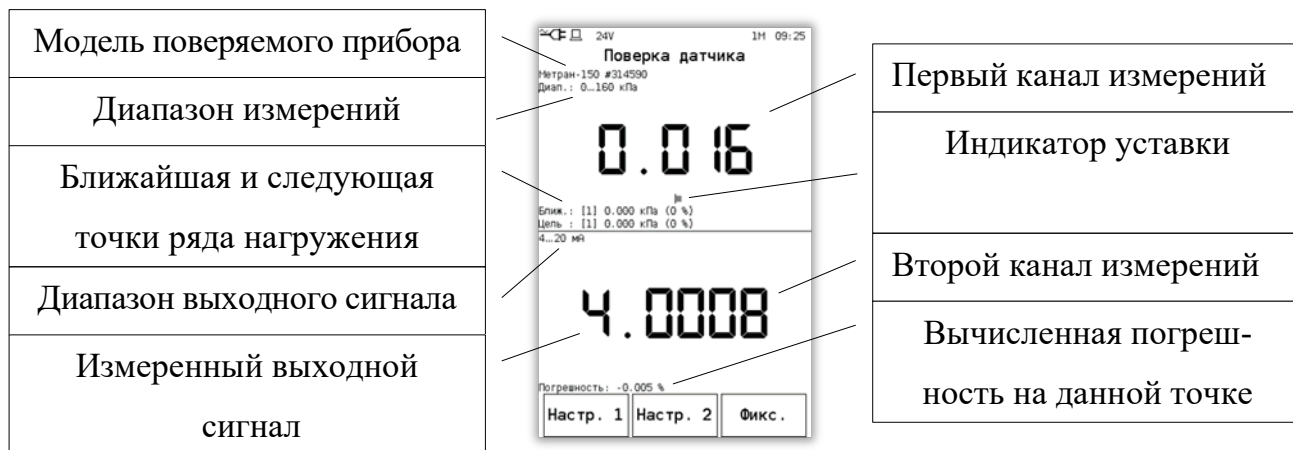 Модель поверяемого прибора
Диапазон измерений
Ближайшая и следующая
точки ряда нагружения
Диапазон выходного сигнала
Измеренный выходной
сигнал
24V 1М 09:25
Поверка датчика
Метран-150 #314590
Диап.: 0…160 кПа
0.016
Ближ.: [1] 0.000 кПа (0 %)
Цель : [1] 0.000 кПа (0 %)
4…20 мА
4.0008
Погрешность: -0.005 %
Настр. 1 Настр. 2 Фикс.
Первый канал измерений
Индикатор уставки
Второй канал измерений
Вычисленная погреш-
ность на данной точке